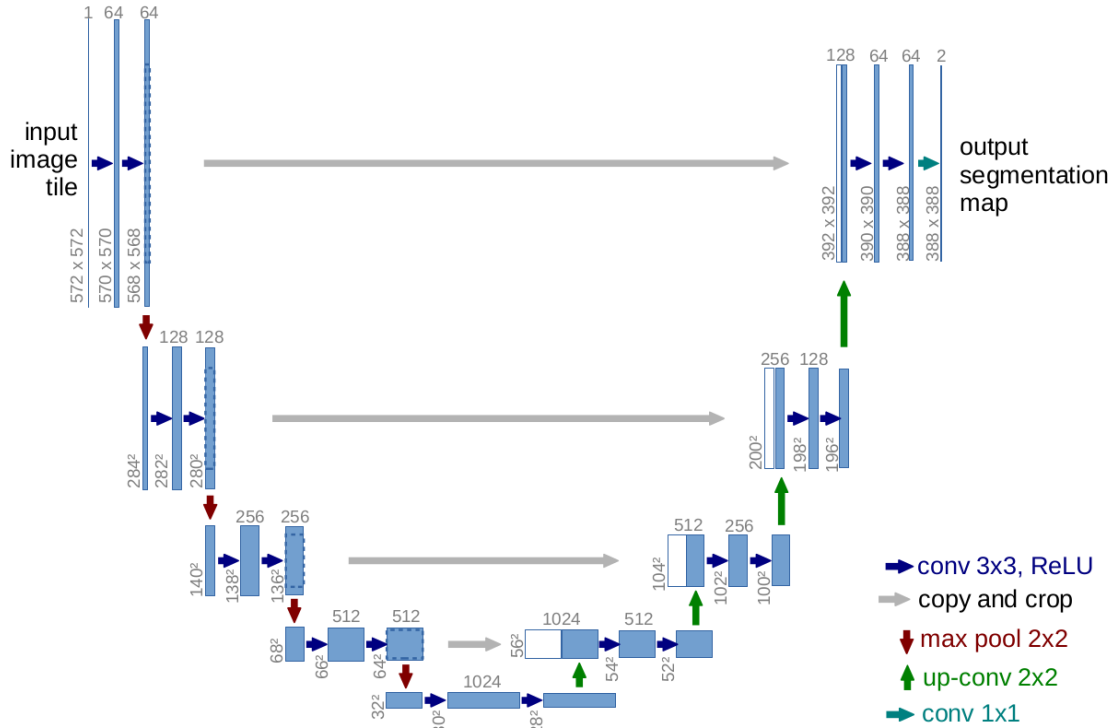 1 64 64
128
64 64 2
input
image
tile
output
segmentation
map
572 x 572
570 x 570
568 x 568
392 x 392
390 x 390
388 x 388
388 x 388
128 128
256 128
284²
282²
280²
200²
198²
196²
256 256
512 256
140²
138²
136²
104²
102²
100²
512 512
1024 512
68²
66²
64²
56²
54²
52²
1024
32²
conv 3x3, ReLU
copy and crop
max pool 2x2
up-conv 2x2
conv 1x1